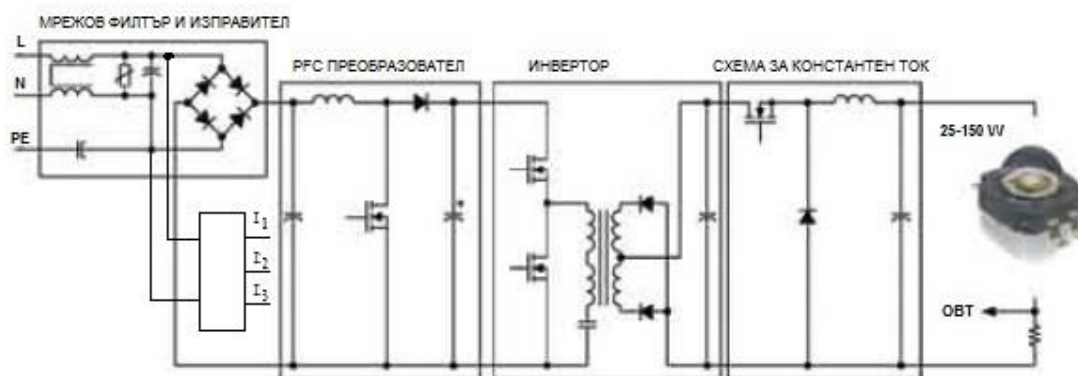 МРЕЖОВ ФИЛТЪР И ИЗПРАВИТЕЛ
L
N
PE
PFC ПРЕОБРАЗОВАТЕЛ
ИНВЕРТОР
СХЕМА ЗА КОНСТАНТЕН ТОК
25-150 W
I1
I2
I3
ОВТ